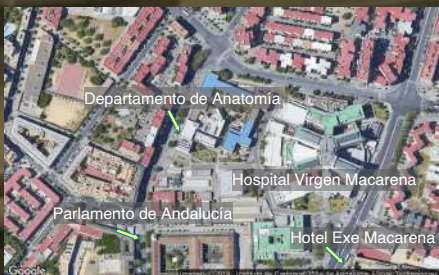 Departamento de Anatomía
Hospital Virgen Macarena
Parlamento de Andalucía
Hotel Exe Macarena
Google